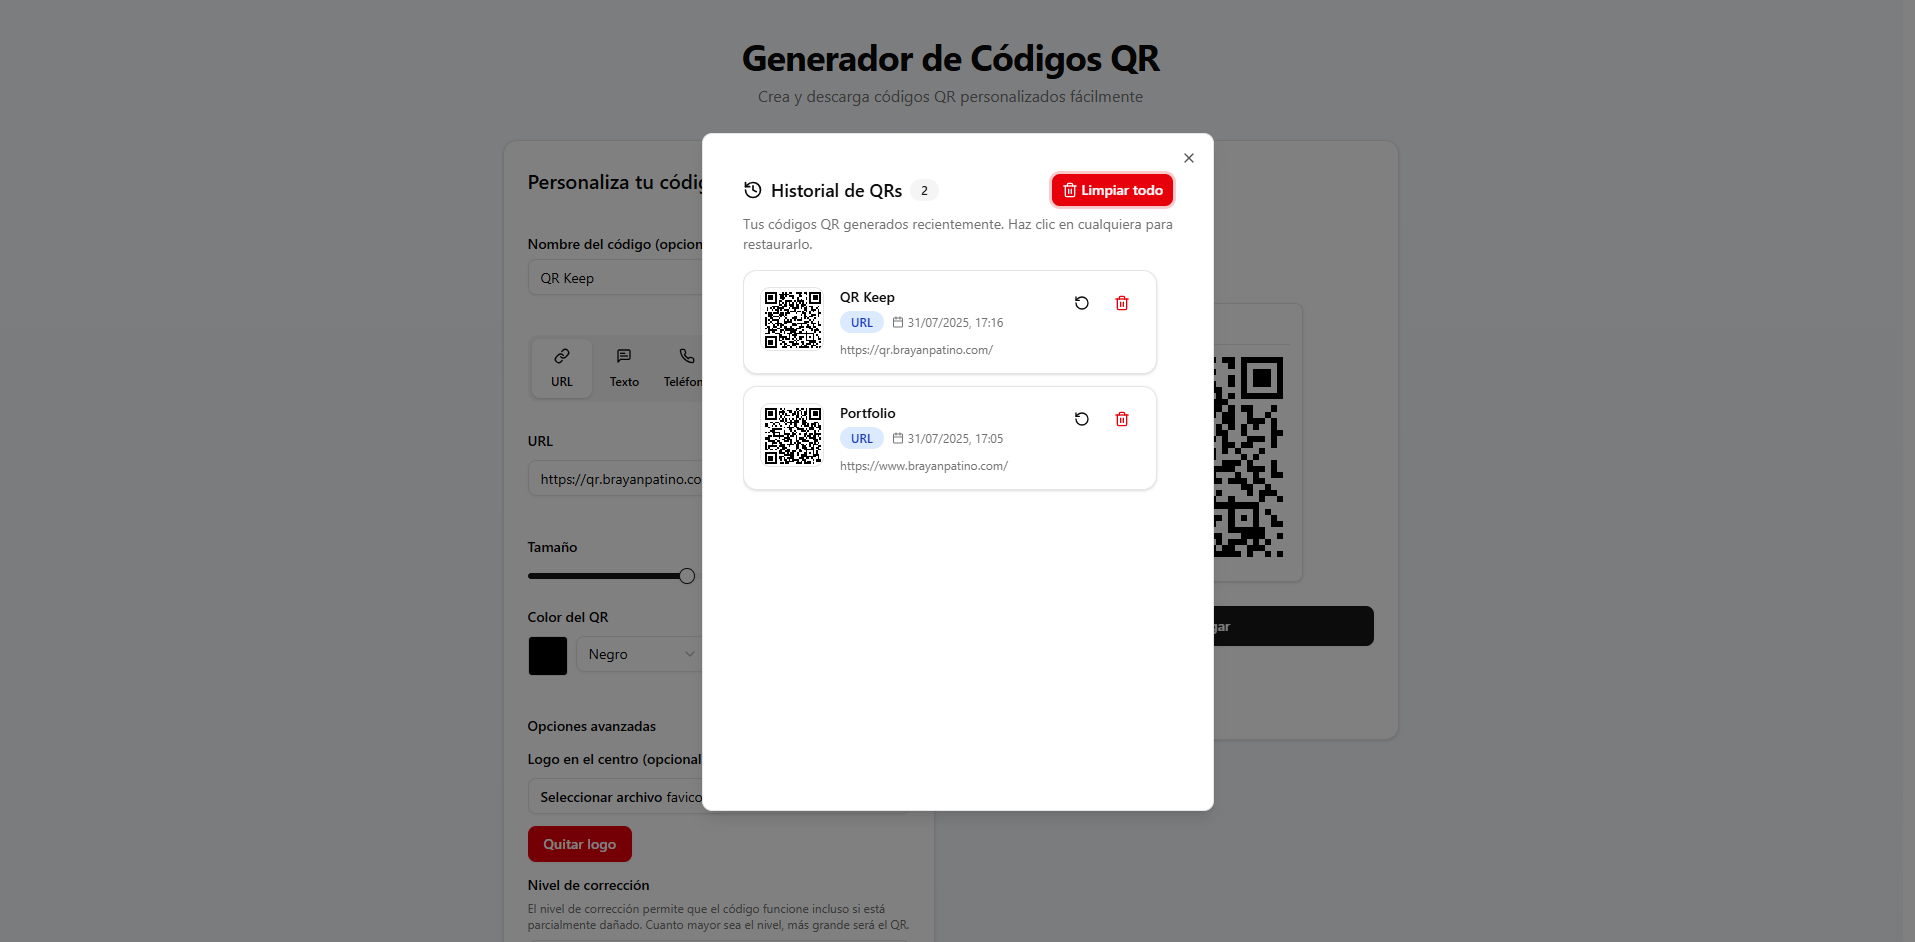 Generador de Códigos QR
Crea y descarga códigos QR personalizados fácilmente
Personaliza tu códig
Nombre del código (opcion
QR Keep
URL
Texto
Teléfon
URL
https://qr.brayanpatino.co
Tamaño
Color del QR
Negro
Opciones avanzadas
Logo en el centro (opcional
Seleccionar archivo favico
Quitar logo
Nivel de corrección
El nivel de corrección permite que el código funcione incluso si está
parcialmente dañado. Cuanto mayor sea el nivel, más grande será el QR.
Historial de QRs 2
Limpiar todo
Tus códigos QR generados recientemente. Haz clic en cualquiera para
restaurarlo.
QR Keep
URL 31/07/2025, 17:16
https://qr.brayanpatino.com/
Portfolio
URL 31/07/2025, 17:05
https://www.brayanpatino.com/
gar